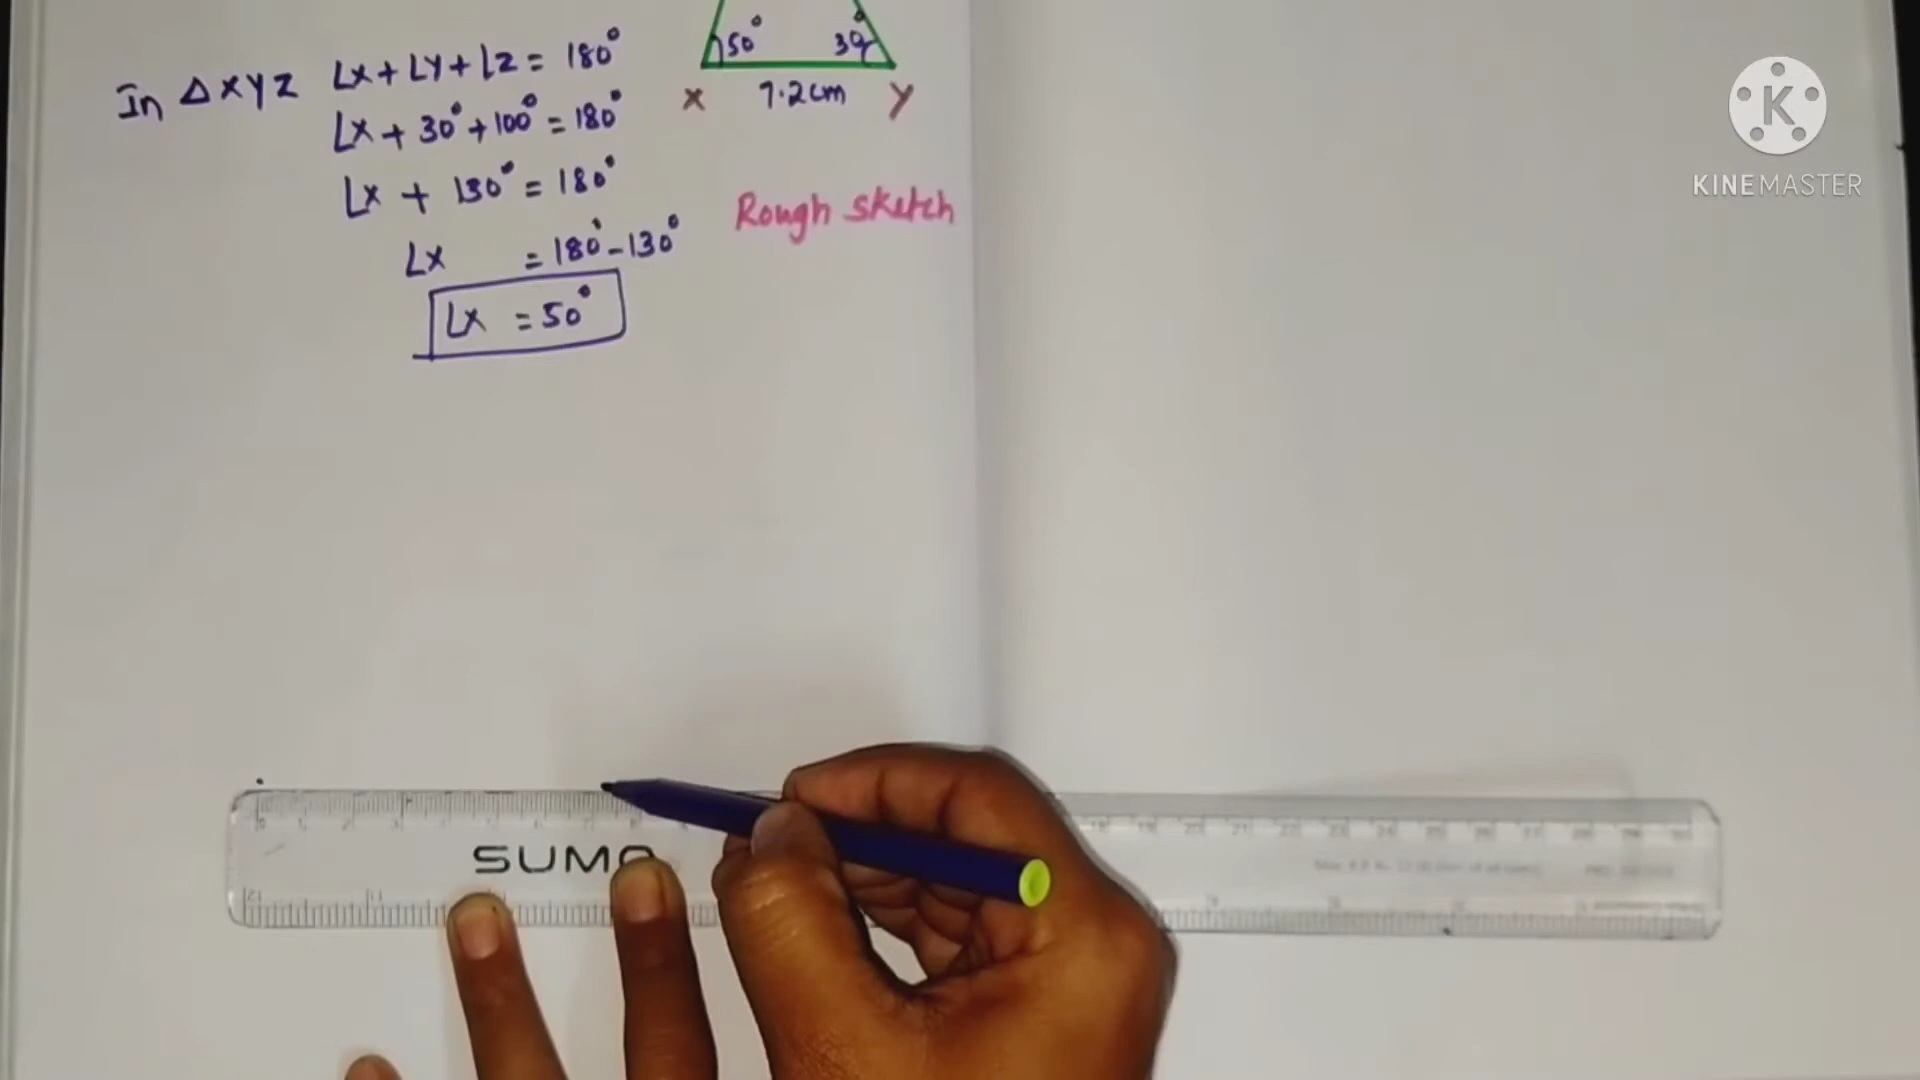 50° 30°
In ΔXYZ ∠X + ∠Y + ∠Z = 180°
X 7.2cm Y
∠X + 30° + 100° = 180°
∠X + 130° = 180°
Rough sketch
∠X = 180° - 130°
∠X = 50°
KINEMASTER
SUMO